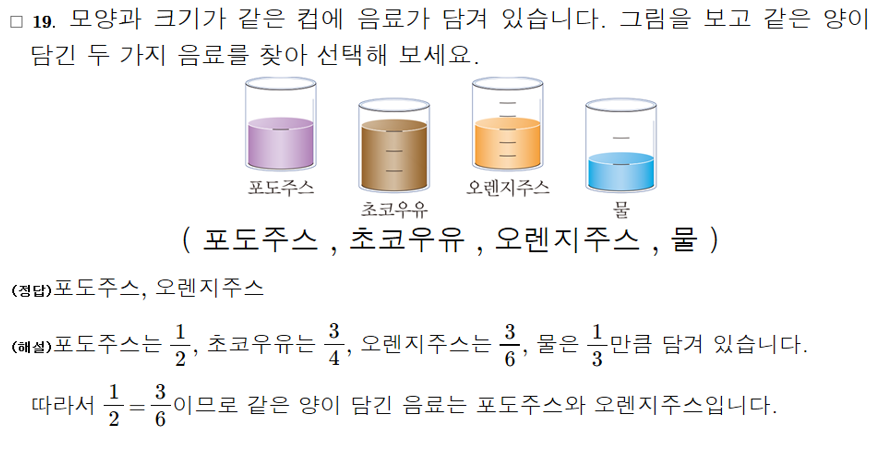 □ 19. 모양과 크기가 같은 컵에 음료가 담겨 있습니다. 그림을 보고 같은 양이
담긴 두 가지 음료를 찾아 선택해 보세요.
포도주스 초코우유 오렌지주스 물
( 포도주스 , 초코우유 , 오렌지주스 , 물 )
(정답)포도주스, 오렌지주스
(해설)포도주스는 1/2, 초코우유는 3/4, 오렌지주스는 3/6, 물은 1/3만큼 담겨 있습니다.
따라서 1/2=3/6이므로 같은 양이 담긴 음료는 포도주스와 오렌지주스입니다.